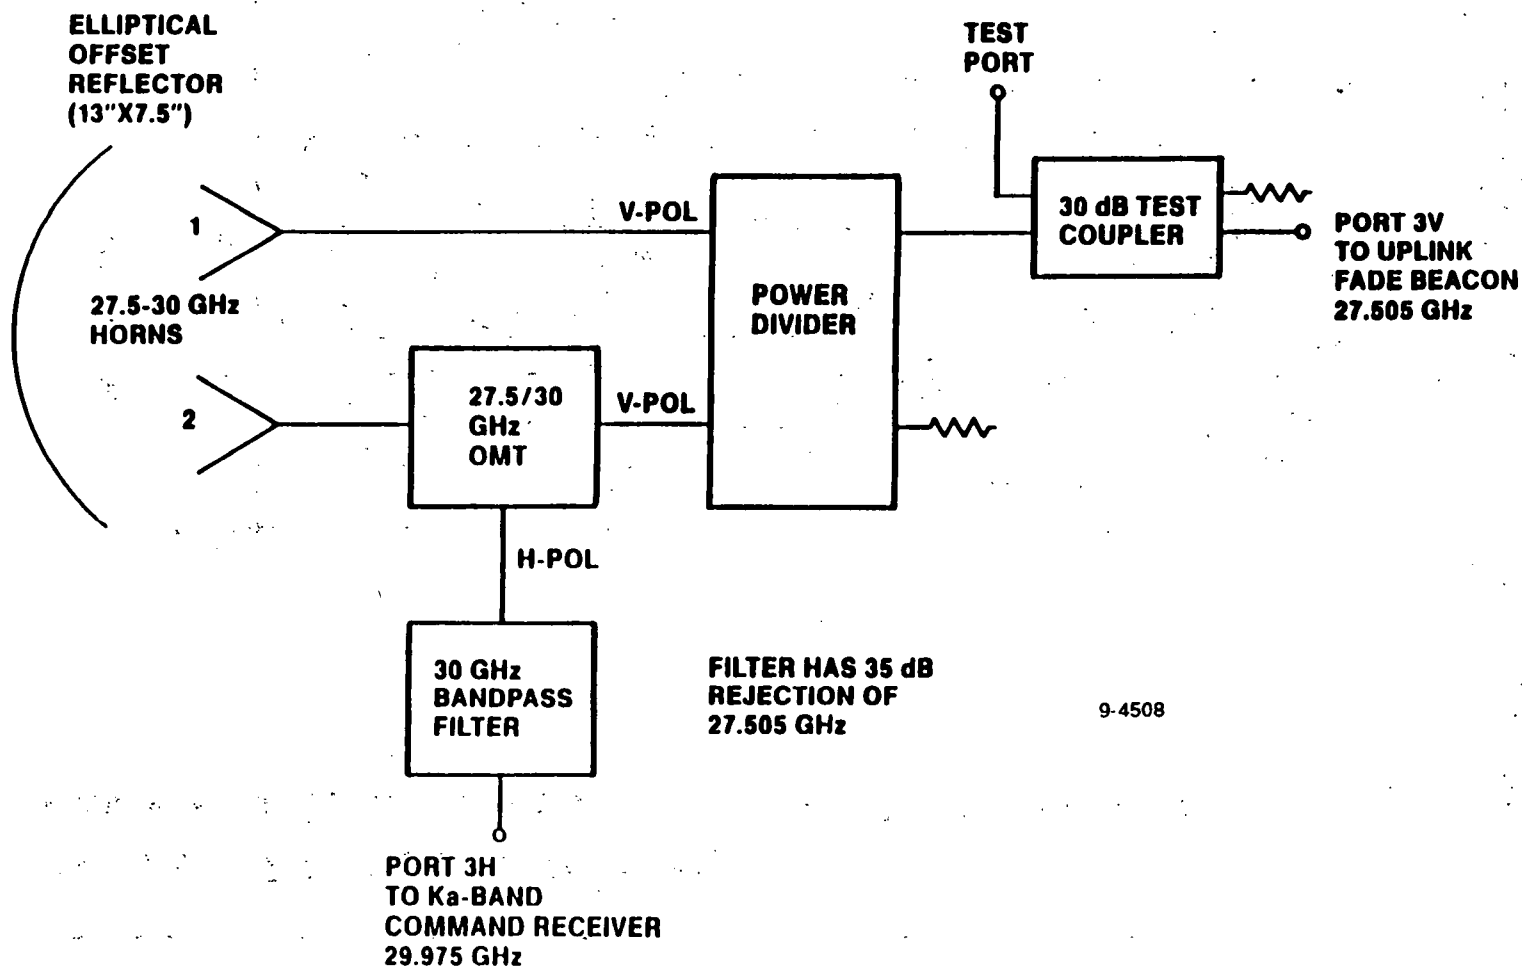 ELLIPTICAL
OFFSET
REFLECTOR
(13"X7.5")
TEST
PORT
1
V-POL
30 dB TEST
COUPLER
PORT 3V
TO UPLINK
FADE BEACON
27.505 GHz
27.5-30 GHz
HORNS
POWER
DIVIDER
2
27.5/30
GHz
OMT
V-POL
H-POL
30 GHz
BANDPASS
FILTER
FILTER HAS 35 dB
REJECTION OF
27.505 GHz
9-4508
PORT 3H
TO Ka-BAND
COMMAND RECEIVER
29.975 GHz